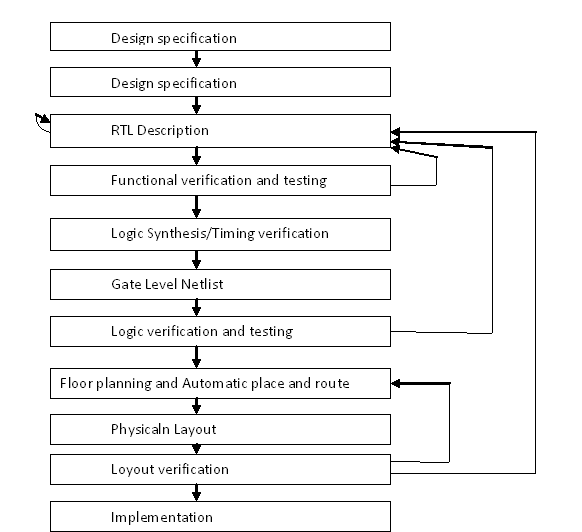 Design specification
Design specification
RTL Description
Functional verification and testing
Logic Synthesis/Timing verification
Gate Level Netlist
Logic verification and testing
Floor planning and Automatic place and route
Physicaln Layout
Loyout verification
Implementation